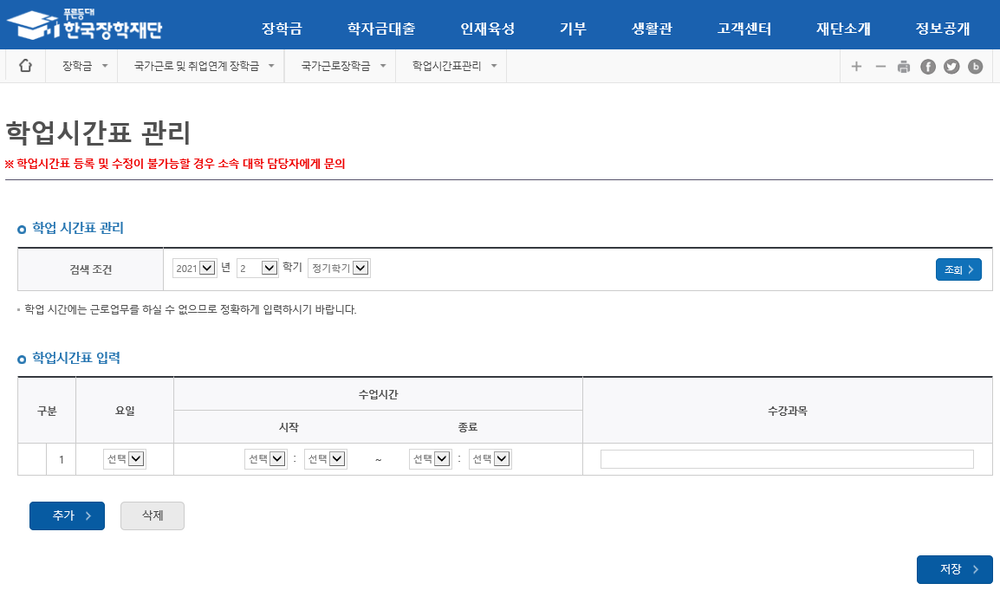 푸른등대
한국장학재단
장학금 학자금대출 인재육성 기부 생활관 고객센터 재단소개 정보공개
장학금 국가근로 및 취업연계 장학금 국가근로장학금 학업시간표관리
학업시간표 관리
※ 학업시간표 등록 및 수정이 불가능할 경우 소속 대학 담당자에게 문의
학업 시간표 관리
검색 조건 2021 년 2 학기 정기학기 조회
학업 시간에는 근로업무를 하실 수 없으므로 정확하게 입력하시기 바랍니다.
학업시간표 입력
구분 요일 수업시간 수강과목
시작 종료
1 선택 선택 : 선택 ~ 선택 : 선택
추가 삭제
저장